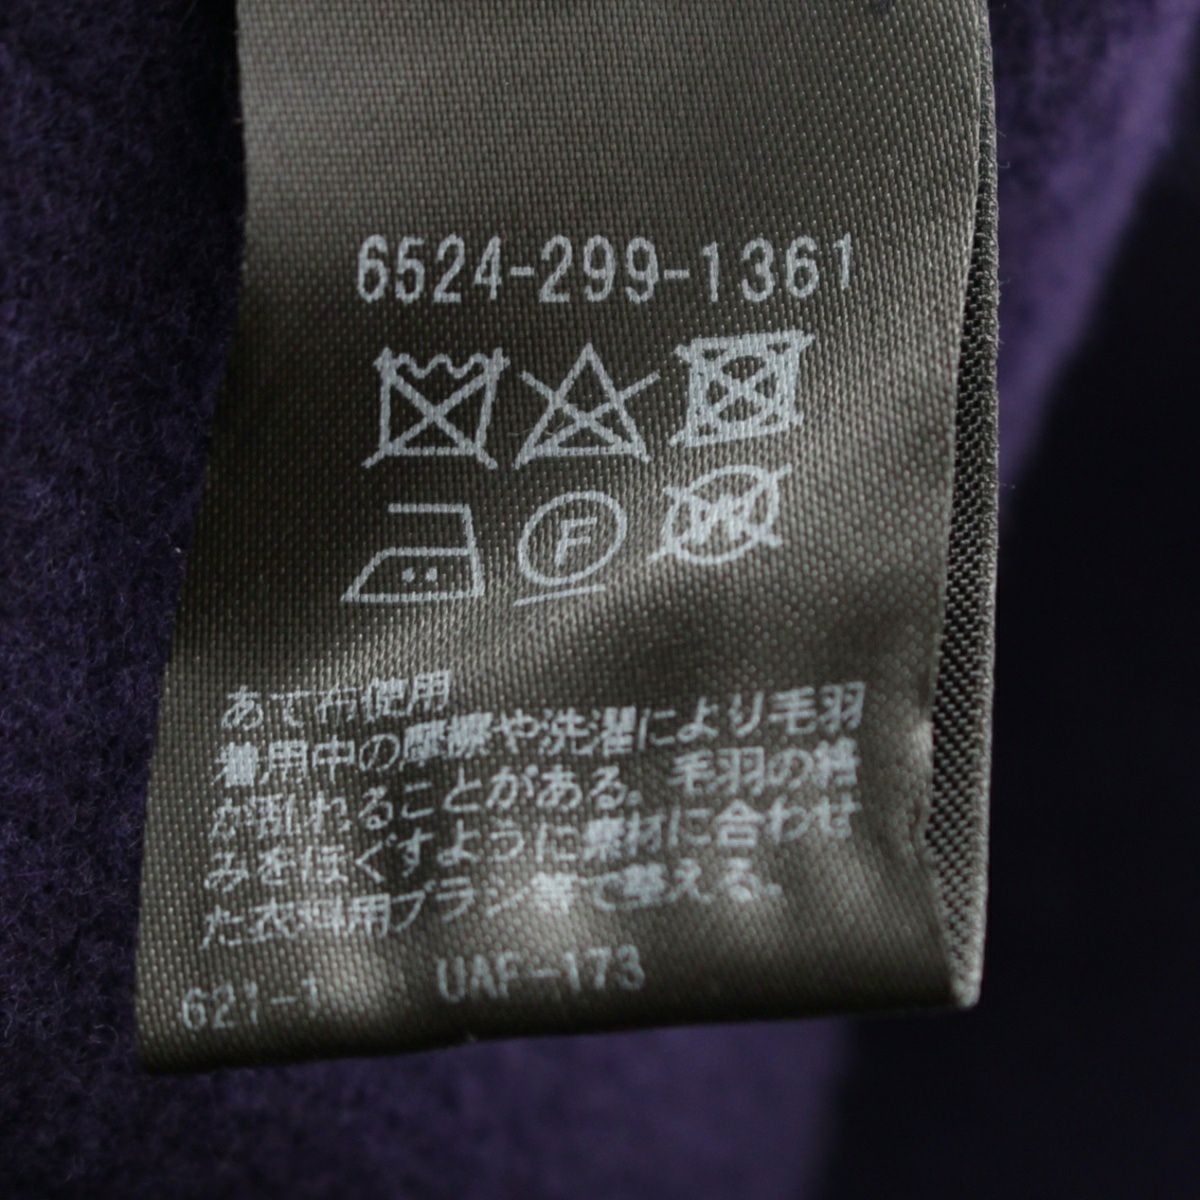 6524-299-1361
F
W
あて布使用
着用中の摩擦や洗濯により毛羽
が乱れることがある。毛羽の絡
みをほぐすように素材に合わせ
た衣料用ブラシ等で整える。
621-1 UAF-173